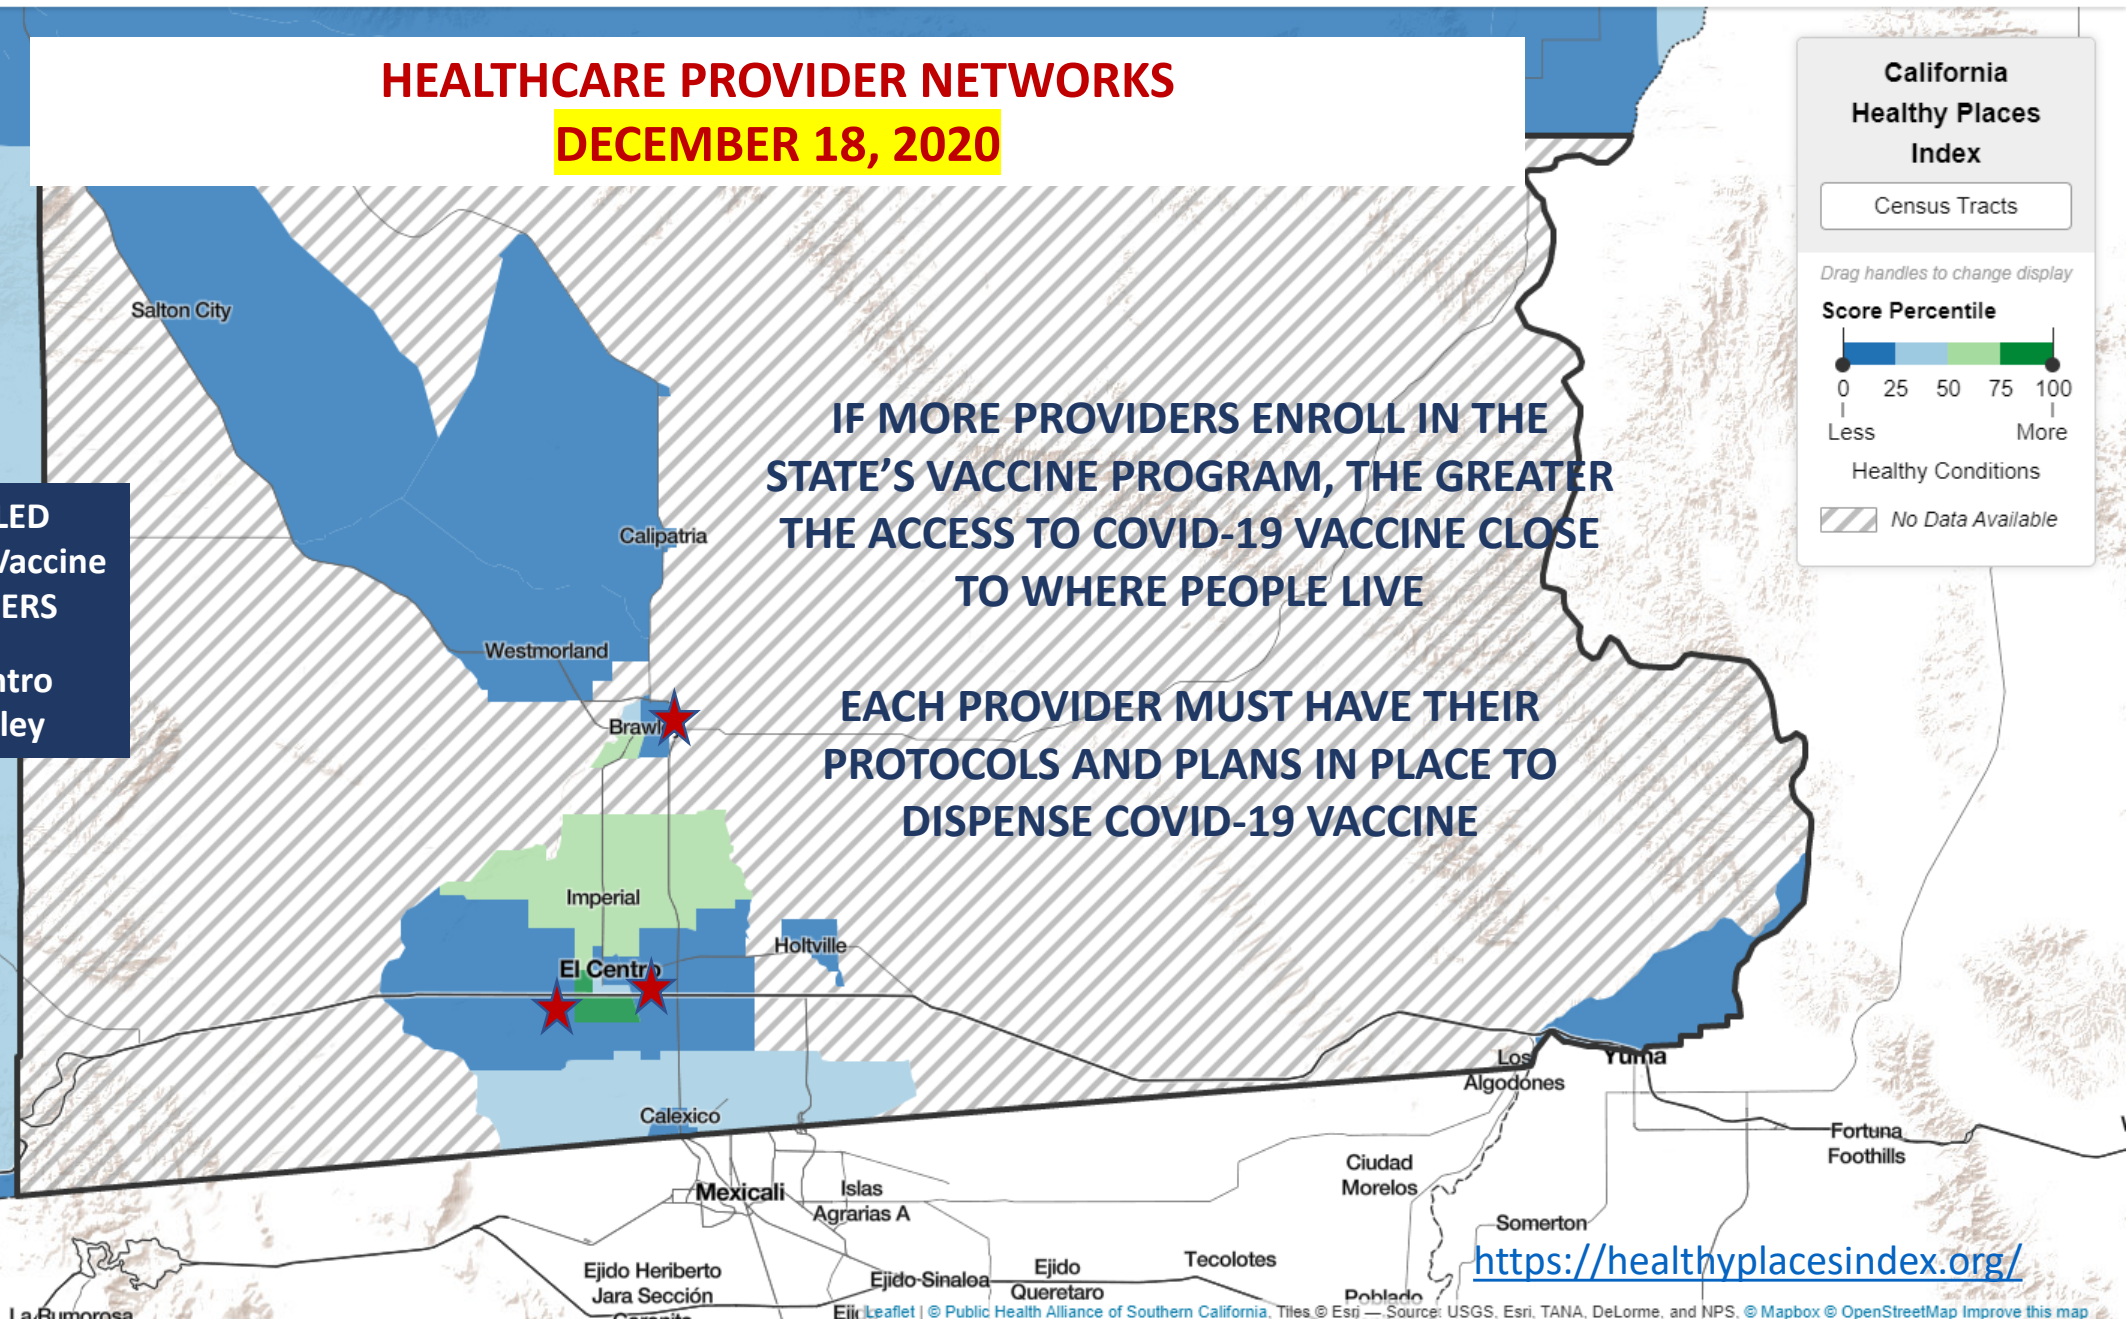 HEALTHCARE PROVIDER NETWORKS
DECEMBER 18, 2020
California
Healthy Places
Index
Census Tracts
Drag handles to change display
Score Percentile
0 25 50 75 100
Less More
Healthy Conditions
No Data Available
IF MORE PROVIDERS ENROLL IN THE
STATE'S VACCINE PROGRAM, THE GREATER
THE ACCESS TO COVID-19 VACCINE CLOSE
TO WHERE PEOPLE LIVE
EACH PROVIDER MUST HAVE THEIR
PROTOCOLS AND PLANS IN PLACE TO
DISPENSE COVID-19 VACCINE
LED
Vaccine
ERS
ntro
ley
Salton City
Calipatria
Westmorland
Imperial
Holtville
El Centro
Calexico
Los
Algodones
Yuma
Fortuna
Foothills
Mexicali
Islas
Agrarias A
Ciudad
Morelos
Somerton
Ejido Heriberto
Jara Sección
Ejido Sinaloa
Ejido
Queretaro
Tecolotes
Poblado
La Rumorosa
https://healthyplacesindex.org/
Leaflet | © Public Health Alliance of Southern California, Tiles © Esri — Source: USGS, Esri, TANA, DeLorme, and NPS, © Mapbox © OpenStreetMap Improve this map